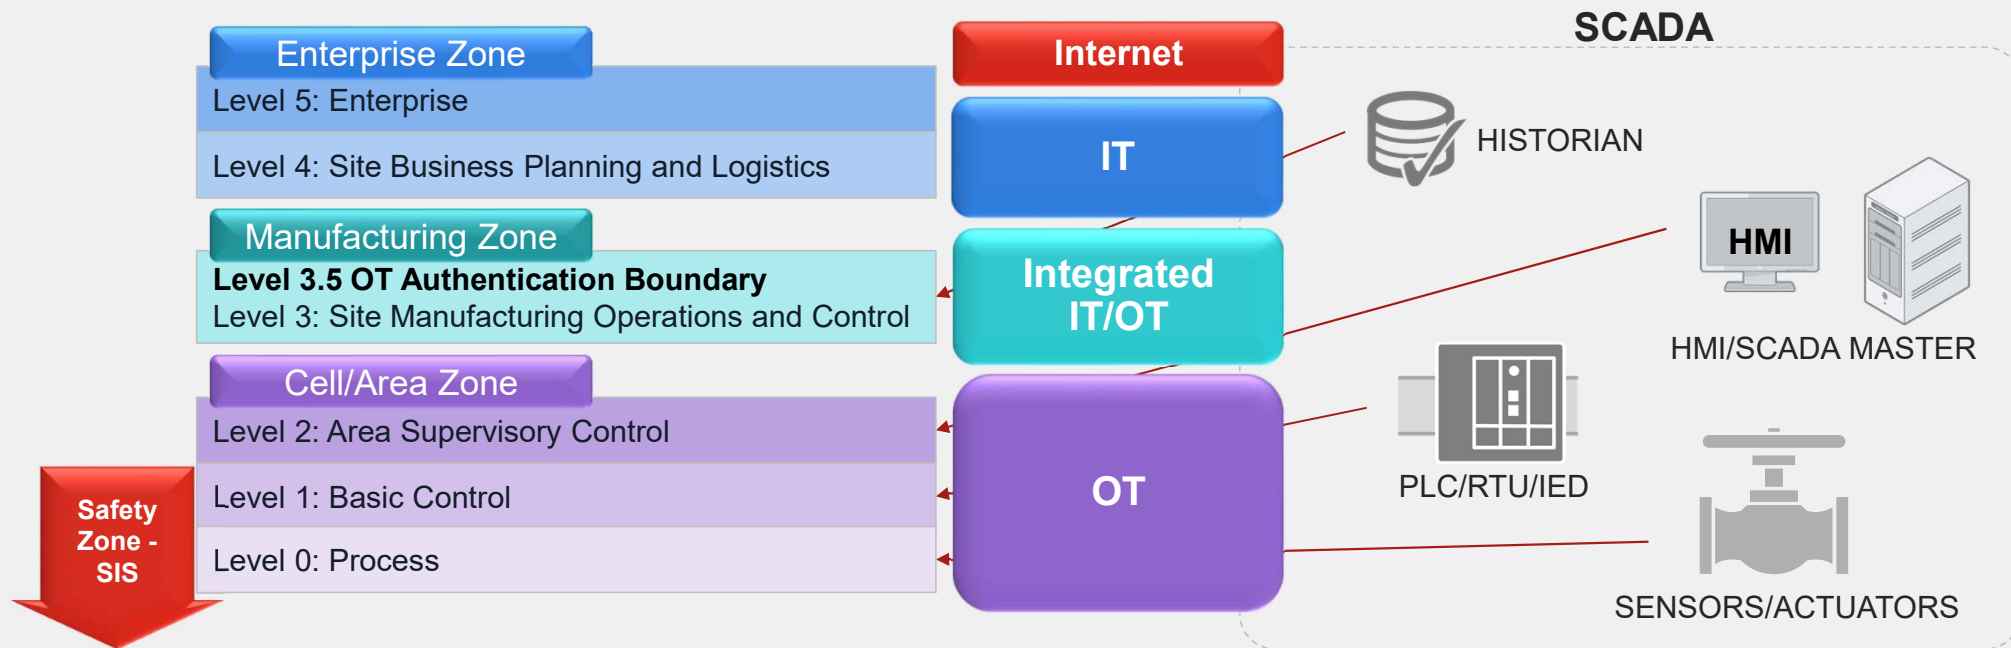 Enterprise Zone
Level 5: Enterprise
Level 4: Site Business Planning and Logistics
Manufacturing Zone
Level 3.5 OT Authentication Boundary
Level 3: Site Manufacturing Operations and Control
Cell/Area Zone
Level 2: Area Supervisory Control
Level 1: Basic Control
Level 0: Process
Safety
Zone -
SIS
Internet
IT
Integrated
IT/OT
OT
SCADA
HISTORIAN
HMI
HMI/SCADA MASTER
PLC/RTU/IED
SENSORS/ACTUATORS